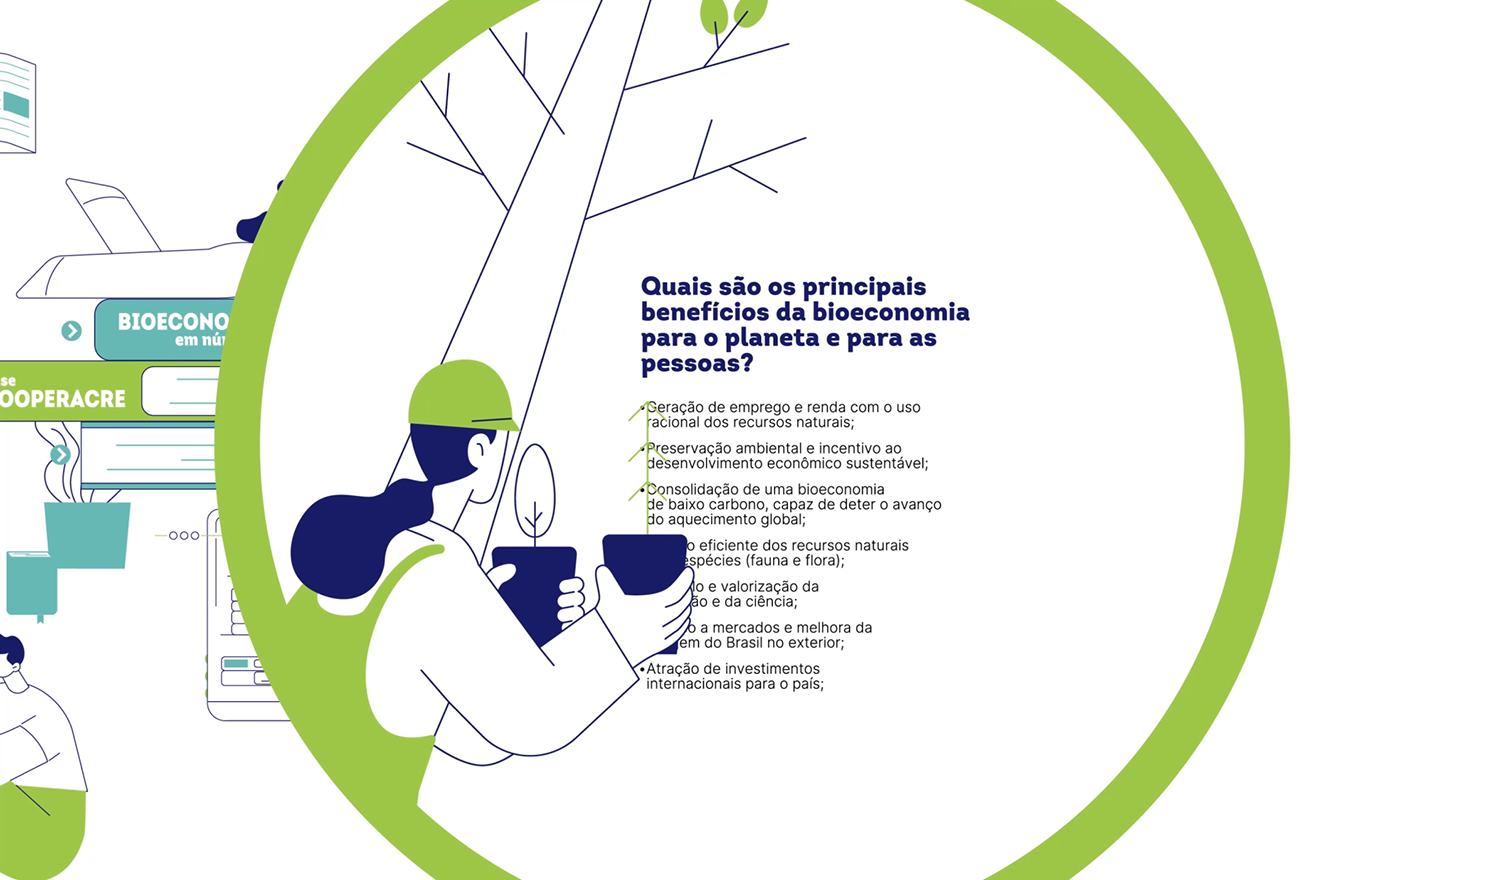 BIOECONO
em nú
se
OOPERACRE
Quais são os principais
benefícios da bioeconomia
para o planeta e para as
pessoas?
•Geração de emprego e renda com o uso
racional dos recursos naturais;
•Preservação ambiental e incentivo ao
desenvolvimento econômico sustentável;
•Consolidação de uma bioeconomia
de baixo carbono, capaz de deter o avanço
do aquecimento global;
o eficiente dos recursos naturais
espécies (fauna e flora);
lo e valorização da
ão e da ciência;
o a mercados e melhora da
em do Brasil no exterior;
•Atração de investimentos
internacionais para o país;